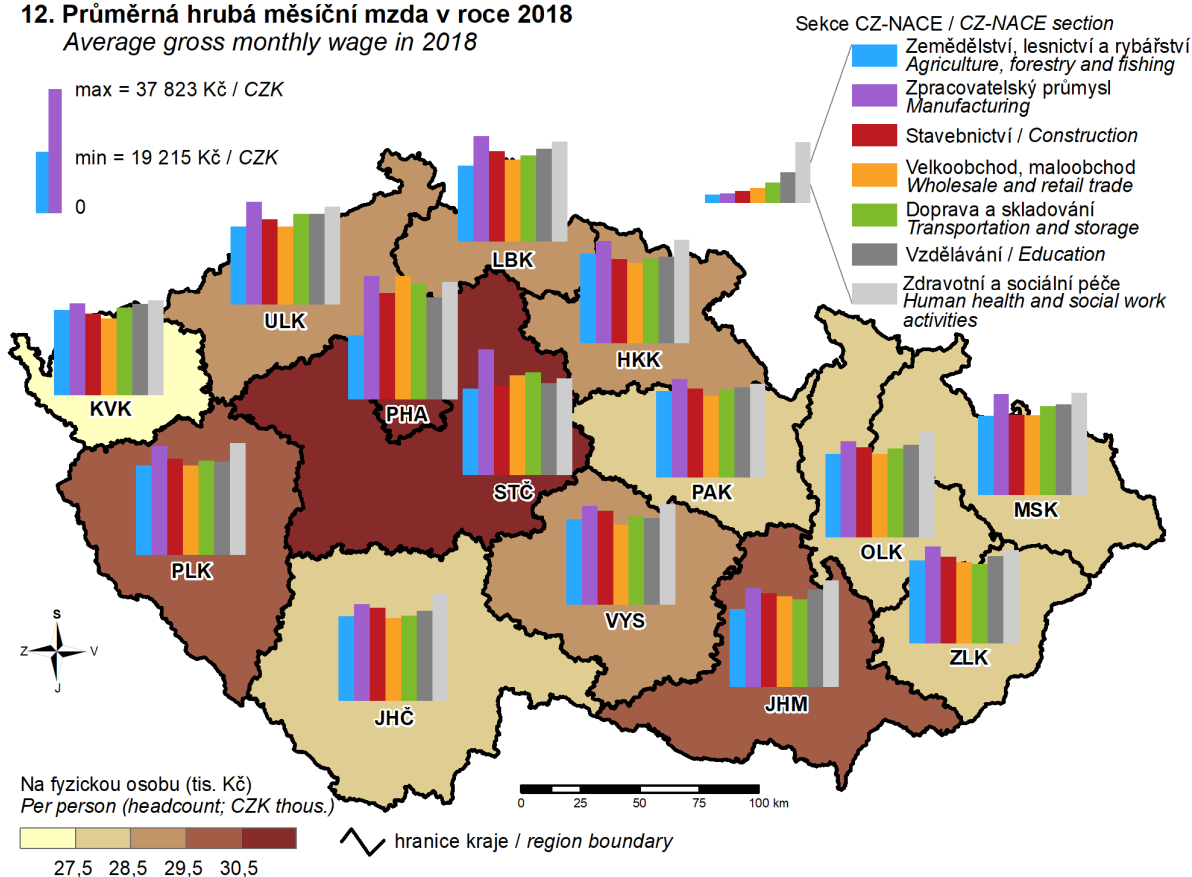 12. Průměrná hrubá měsíční mzda v roce 2018
Average gross monthly wage in 2018
max = 37 823 Kč / CZK
min = 19 215 Kč / CZK
0
Sekce CZ-NACE / CZ-NACE section
Zemědělství, lesnictví a rybářství
Agriculture, forestry and fishing
Zpracovatelský průmysl
Manufacturing
Stavebnictví / Construction
Velkoobchod, maloobchod
Wholesale and retail trade
Doprava a skladování
Transportation and storage
Vzdělávání / Education
Zdravotní a sociální péče
Human health and social work
activities
LBK
ULK
HKK
KVK
PHA
STČ
PAK
MSK
OLK
PLK
VYS
ZLK
JHČ
JHM
S
Z
V
J
Na fyzickou osobu (tis. Kč)
Per person (headcount; CZK thous.)
27,5 28,5 29,5 30,5
0 25 50 75 100 km
hranice kraje / region boundary